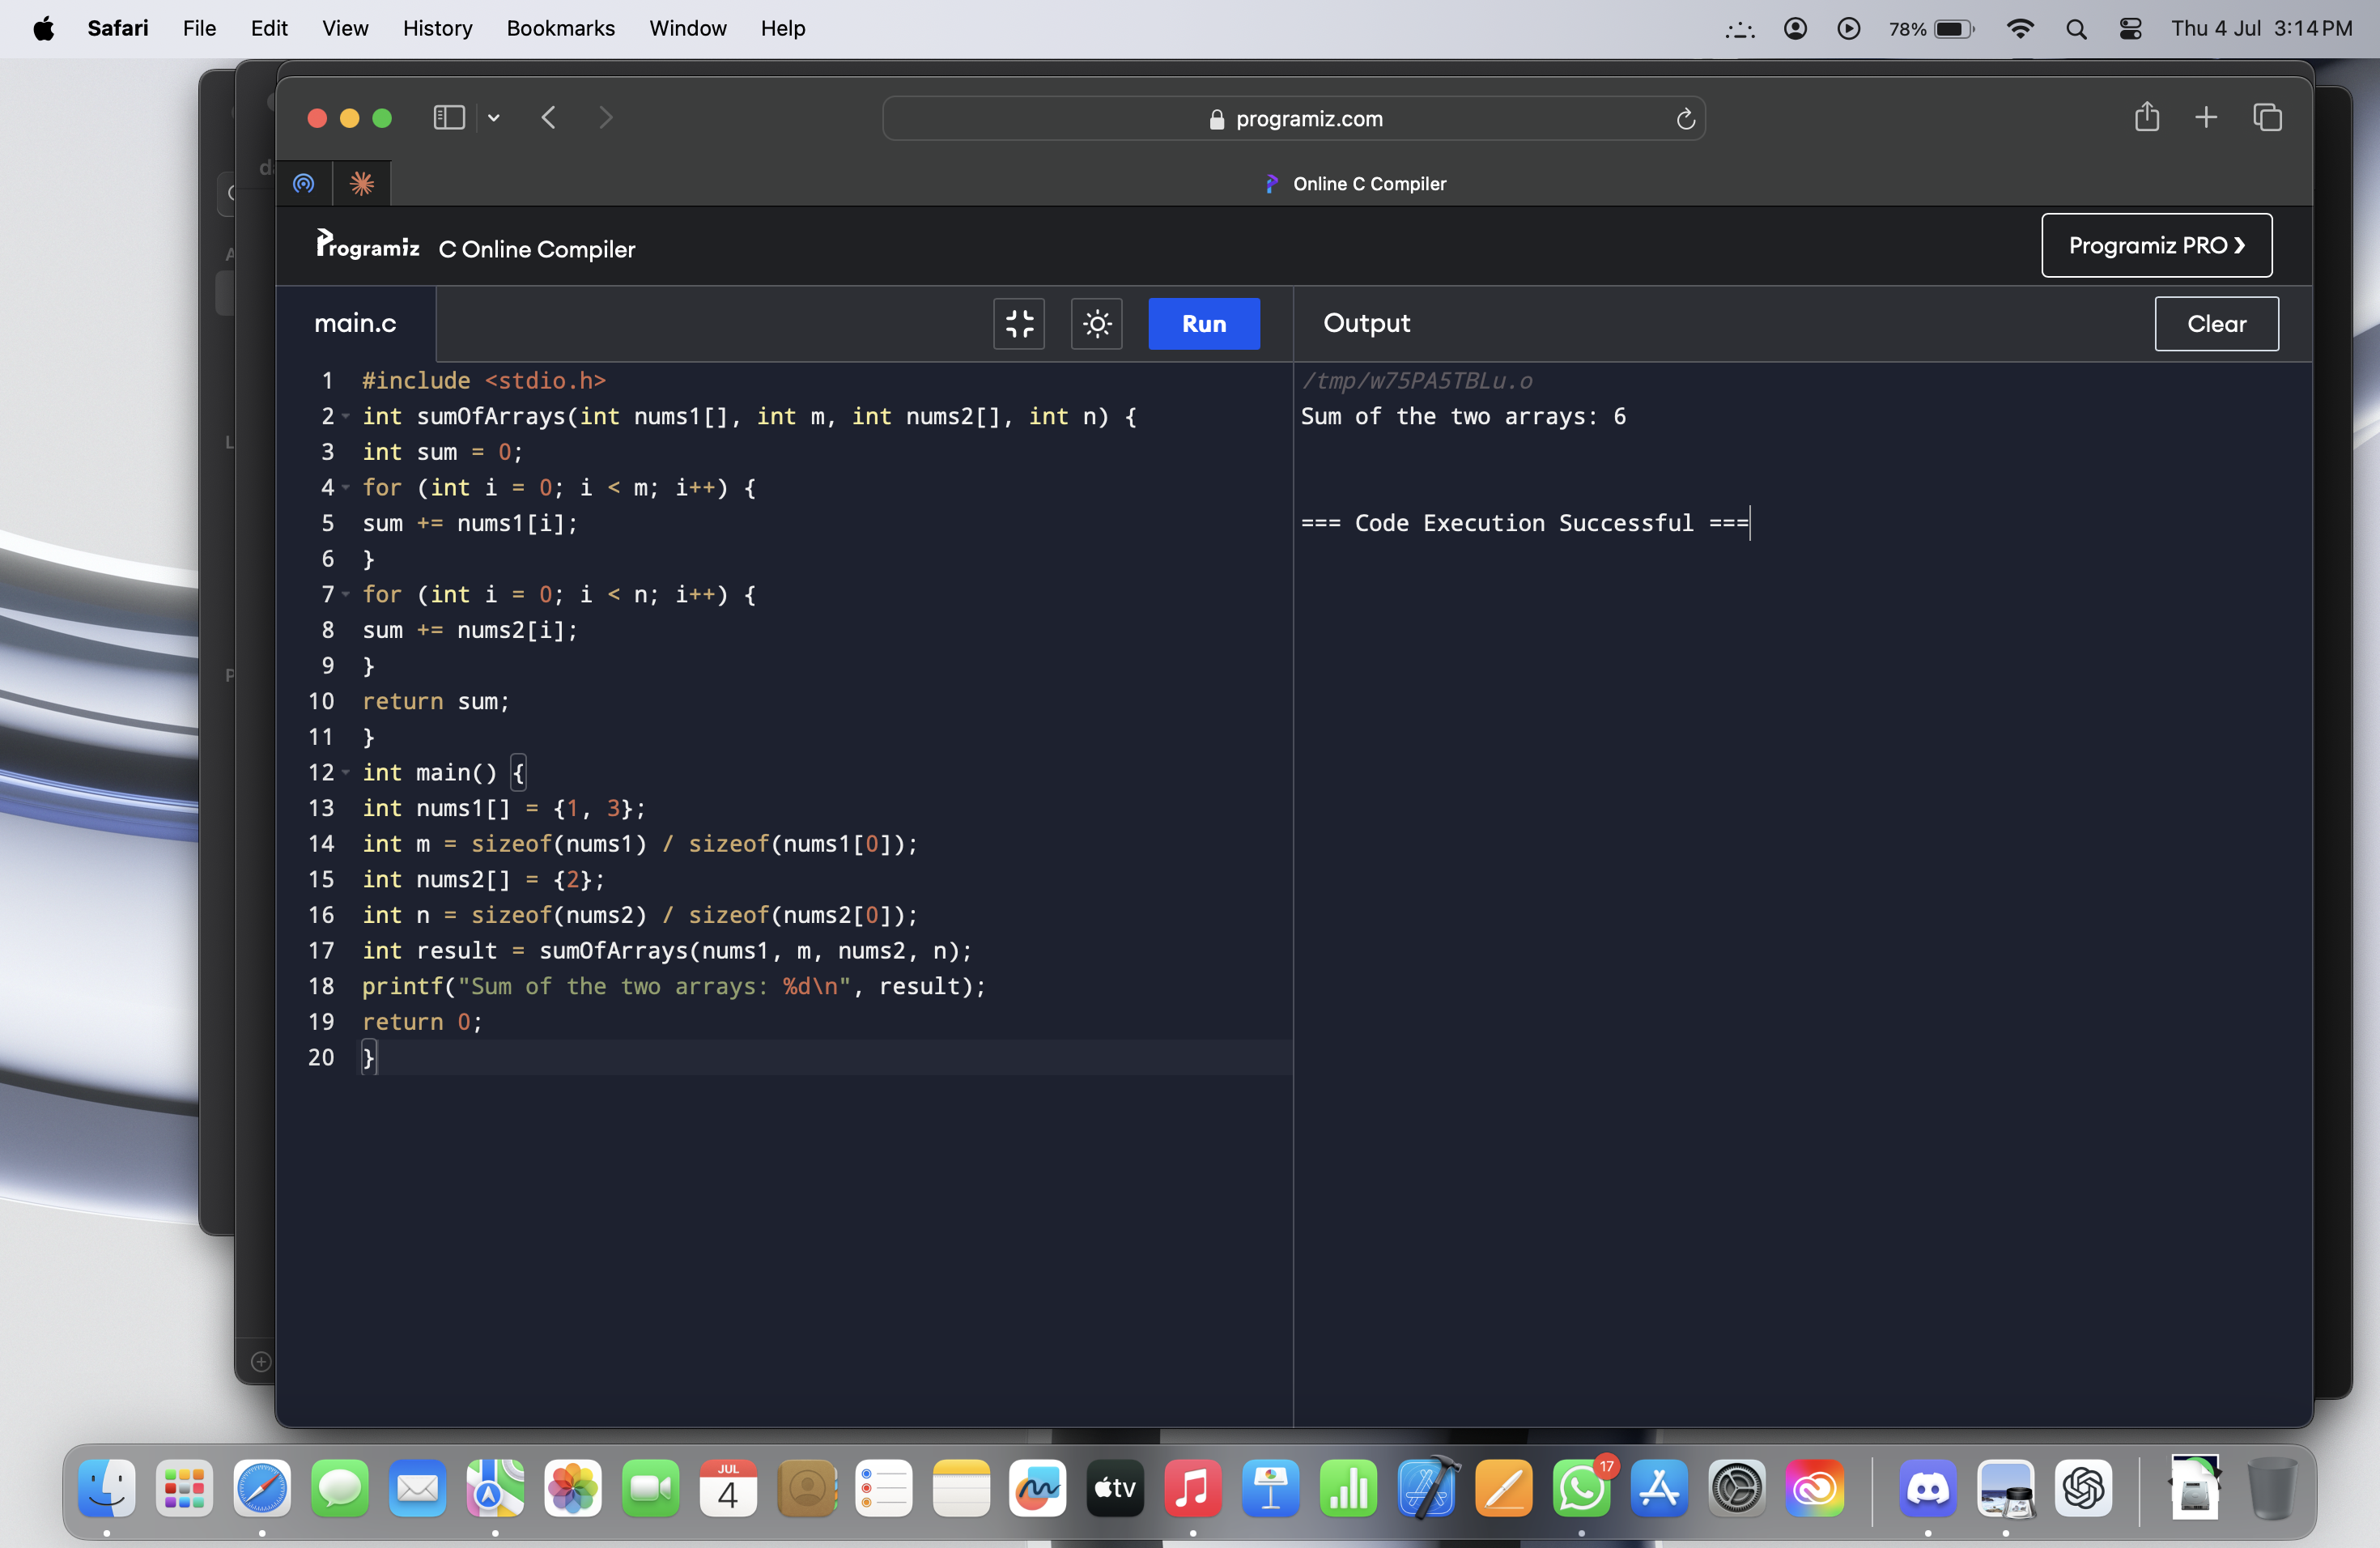 Safari File Edit View History Bookmarks Window Help 78% Thu 4 Jul 3:14 PM
programiz.com
Online C Compiler
Programiz C Online Compiler Programiz PRO ❯
main.c Run Output Clear
1 #include <stdio.h>
2 int sumOfArrays(int nums1[], int m, int nums2[], int n) {
3 int sum = 0;
4 for (int i = 0; i < m; i++) {
5 sum += nums1[i];
6 }
7 for (int i = 0; i < n; i++) {
8 sum += nums2[i];
9 }
10 return sum;
11 }
12 int main() {
13 int nums1[] = {1, 3};
14 int m = sizeof(nums1) / sizeof(nums1[0]);
15 int nums2[] = {2};
16 int n = sizeof(nums2) / sizeof(nums2[0]);
17 int result = sumOfArrays(nums1, m, nums2, n);
18 printf("Sum of the two arrays: %d\n", result);
19 return 0;
20 }
/tmp/w75PA5TBLu.o
Sum of the two arrays: 6
=== Code Execution Successful ===
JUL
4
tv
17